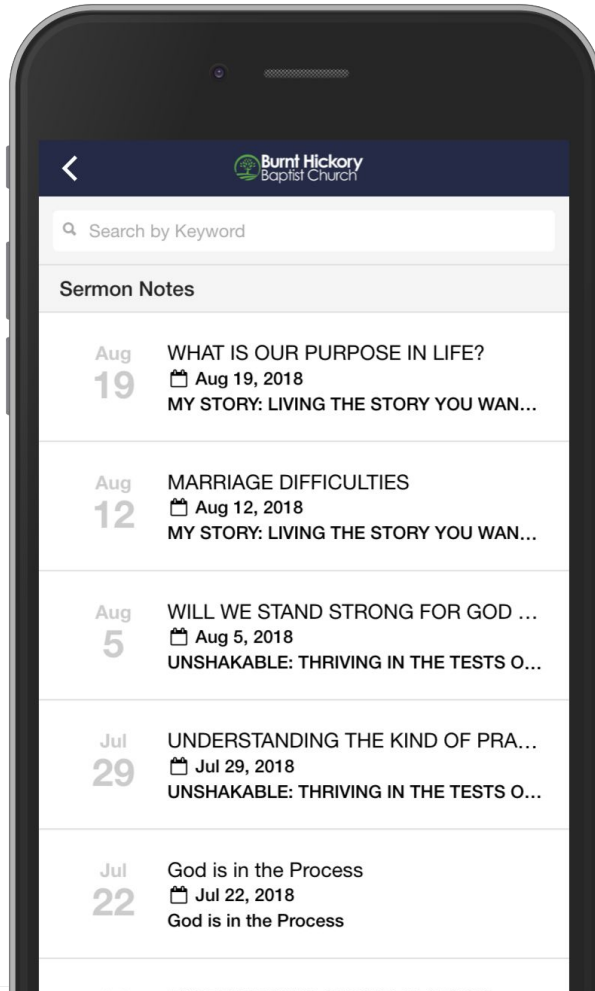 Burnt Hickory
Baptist Church
Search by Keyword
Sermon Notes
Aug
19
WHAT IS OUR PURPOSE IN LIFE?
Aug 19, 2018
MY STORY: LIVING THE STORY YOU WAN...
Aug
12
MARRIAGE DIFFICULTIES
Aug 12, 2018
MY STORY: LIVING THE STORY YOU WAN...
Aug
5
WILL WE STAND STRONG FOR GOD ...
Aug 5, 2018
UNSHAKABLE: THRIVING IN THE TESTS O...
Jul
29
UNDERSTANDING THE KIND OF PRA...
Jul 29, 2018
UNSHAKABLE: THRIVING IN THE TESTS O...
Jul
22
God is in the Process
Jul 22, 2018
God is in the Process